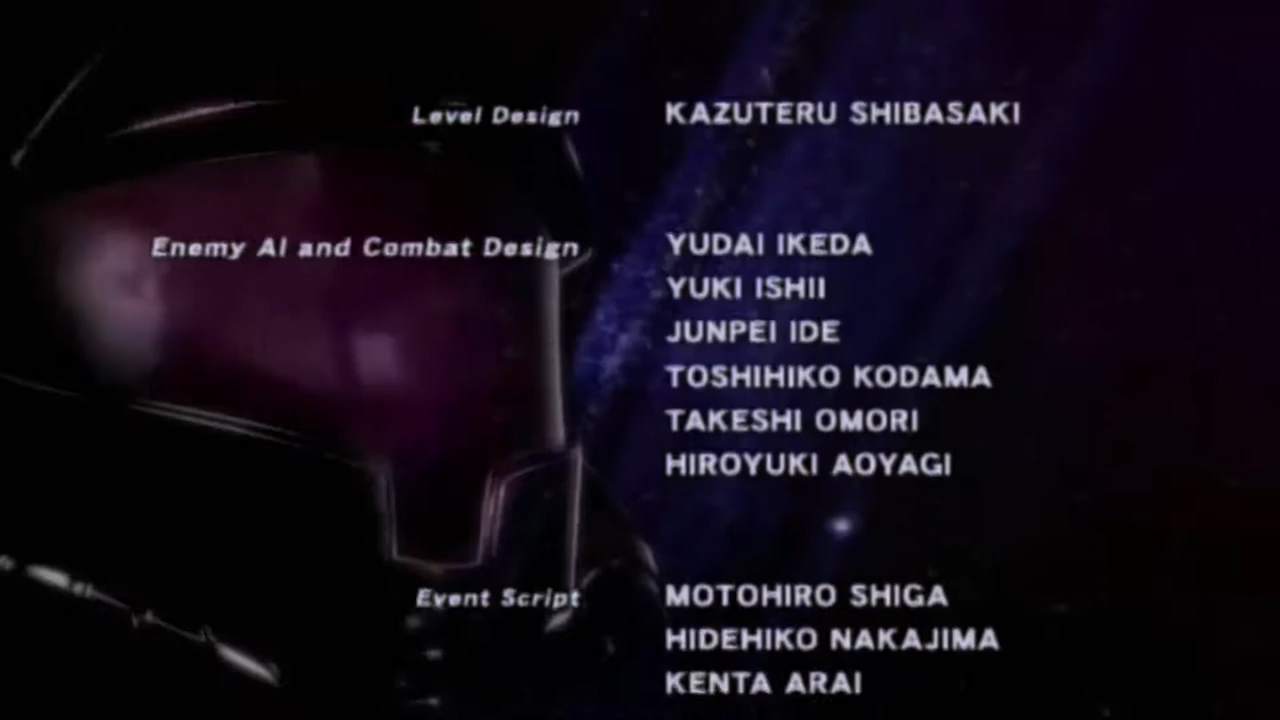 Level Design KAZUTERU SHIBASAKI
Enemy AI and Combat Design YUDAI IKEDA
YUKI ISHII
JUNPEI IDE
TOSHIHIKO KODAMA
TAKESHI OMORI
HIROYUKI AOYAGI
Event Script MOTOHIRO SHIGA
HIDEHIKO NAKAJIMA
KENTA ARAI